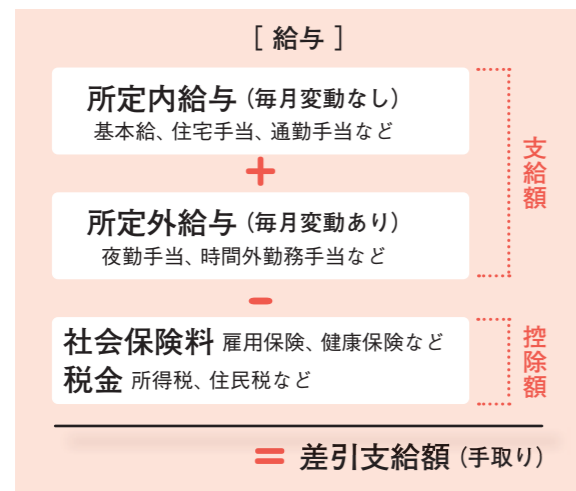 ［ 給与 ］
所定内給与（毎月変動なし）
基本給、住宅手当、通勤手当など
+
所定外給与（毎月変動あり）
夜勤手当、時間外勤務手当など
支給額
-
社会保険料 雇用保険、健康保険など
税金 所得税、住民税など
控除額
= 差引支給額（手取り）